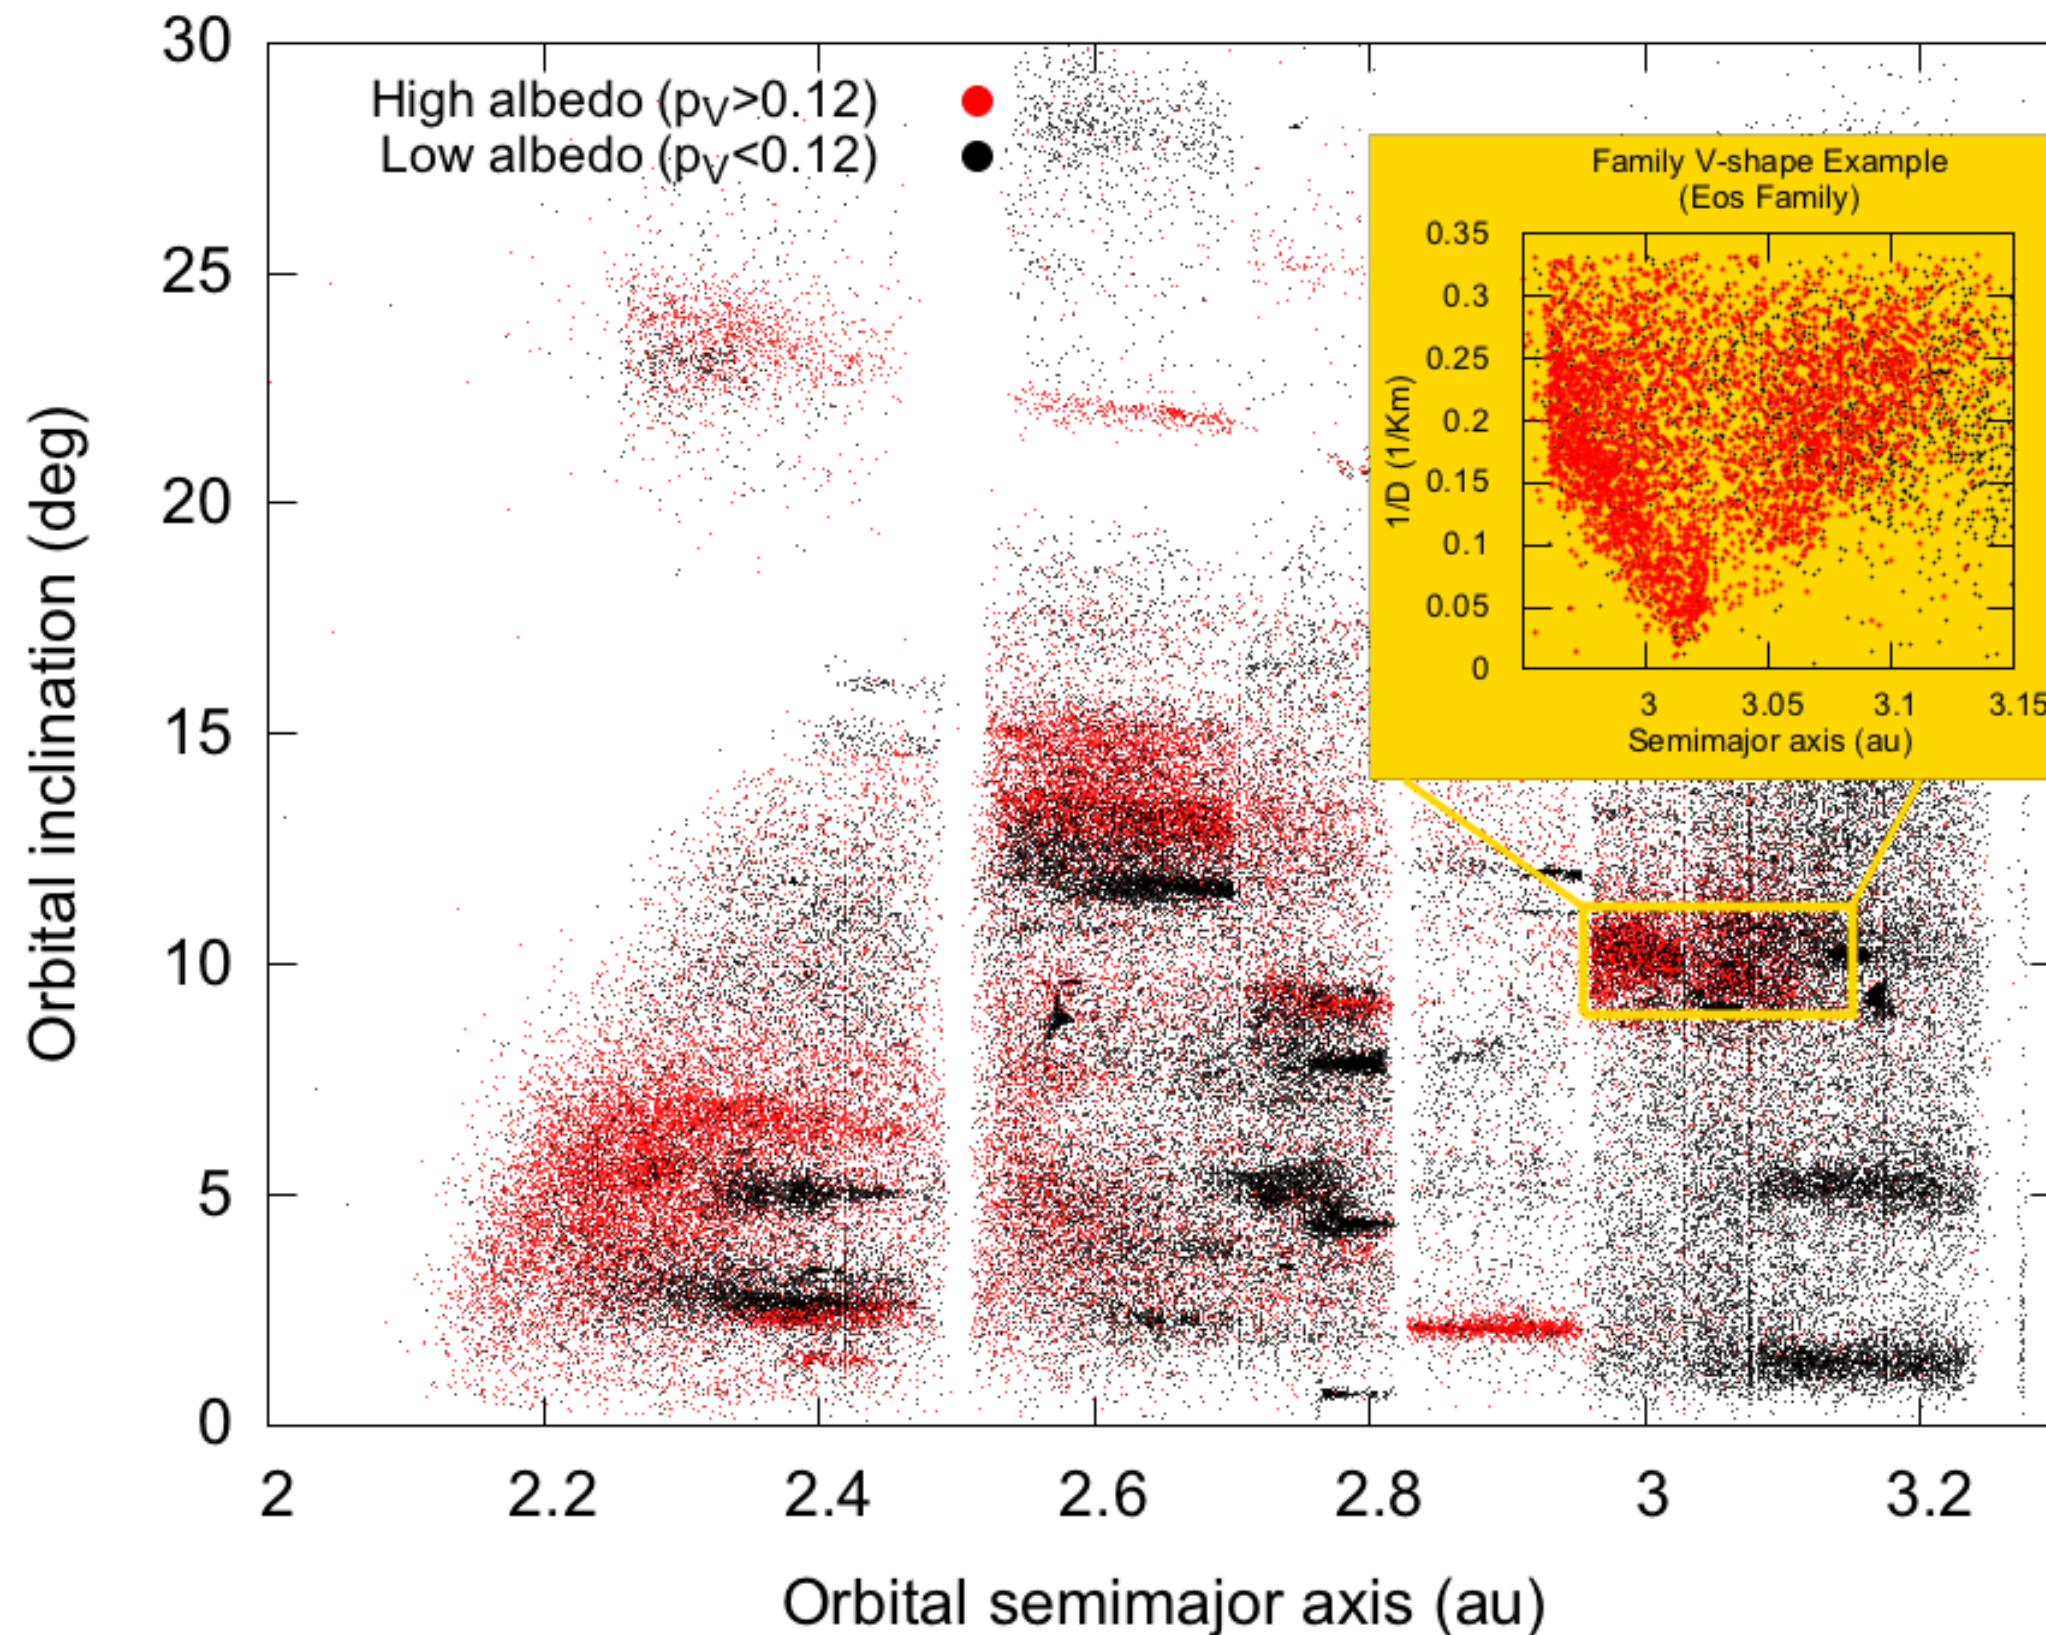 30
25
20
15
10
5
0
Orbital inclination (deg)
High albedo (pV>0.12)
Low albedo (pV<0.12)
Family V-shape Example
(Eos Family)
0.35
0.3
0.25
0.2
0.15
0.1
0.05
0
1/D (1/Km)
3 3.05 3.1 3.15
Semimajor axis (au)
2 2.2 2.4 2.6 2.8 3 3.2
Orbital semimajor axis (au)